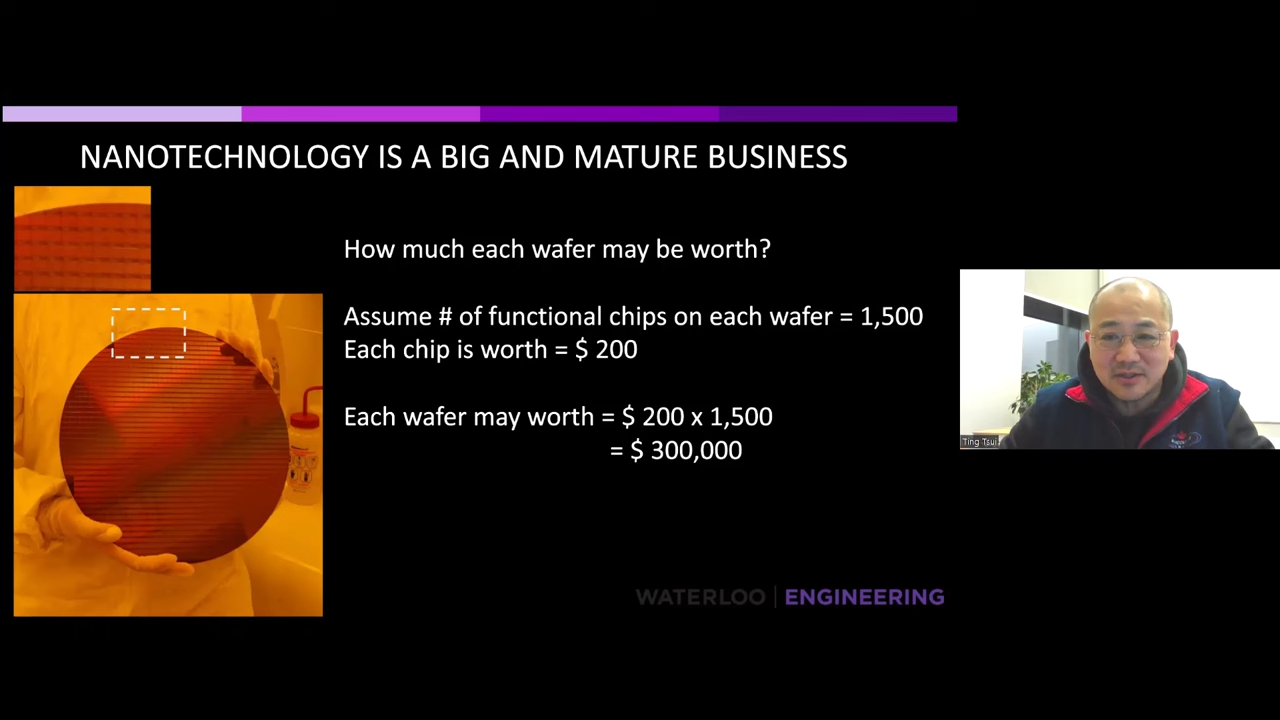 NANOTECHNOLOGY IS A BIG AND MATURE BUSINESS
How much each wafer may be worth?
Assume # of functional chips on each wafer = 1,500
Each chip is worth = $ 200
Each wafer may worth = $ 200 x 1,500
= $ 300,000
Ting Tsui
WATERLOO | ENGINEERING